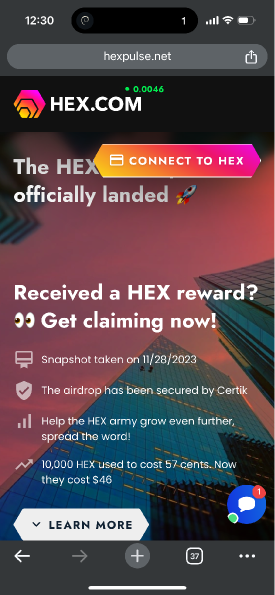 12:30
1
hexpulse.net
0.0046
HEX.COM
CONNECT TO HEX
The HEX
officially landed 🚀
Received a HEX reward?
👀 Get claiming now!
Snapshot taken on 11/28/2023
The airdrop has been secured by Certik
Help the HEX army grow even further,
spread the word!
10,000 HEX used to cost 57 cents. Now
they cost $46
1
LEARN MORE
37